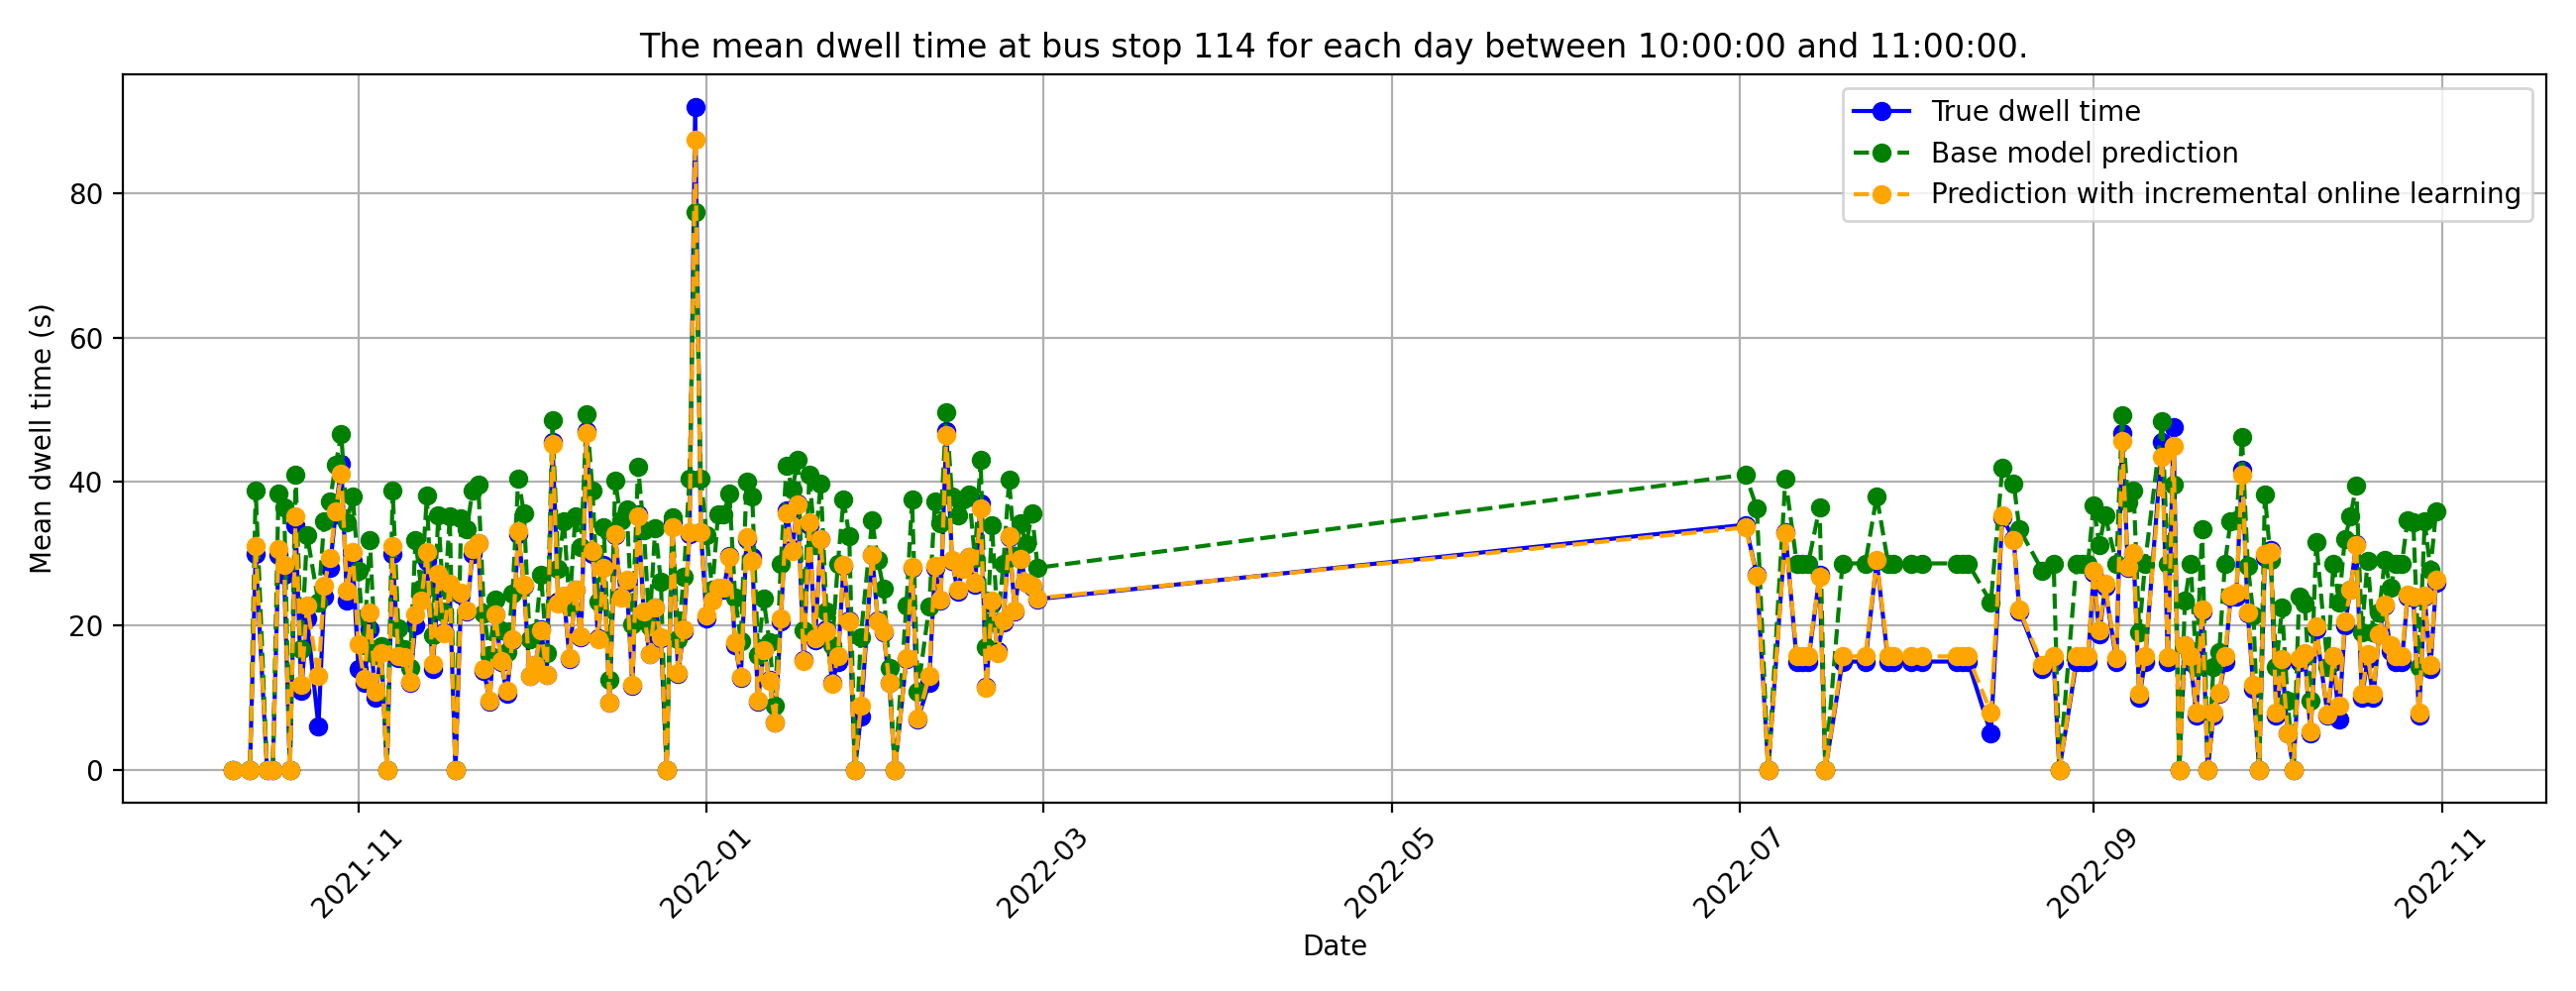 The mean dwell time at bus stop 114 for each day between 10:00:00 and 11:00:00.
True dwell time
Base model prediction
Prediction with incremental online learning
Mean dwell time (s)
80
60
40
20
0
2021-11
2022-01
2022-03
2022-05
2022-07
2022-09
2022-11
Date